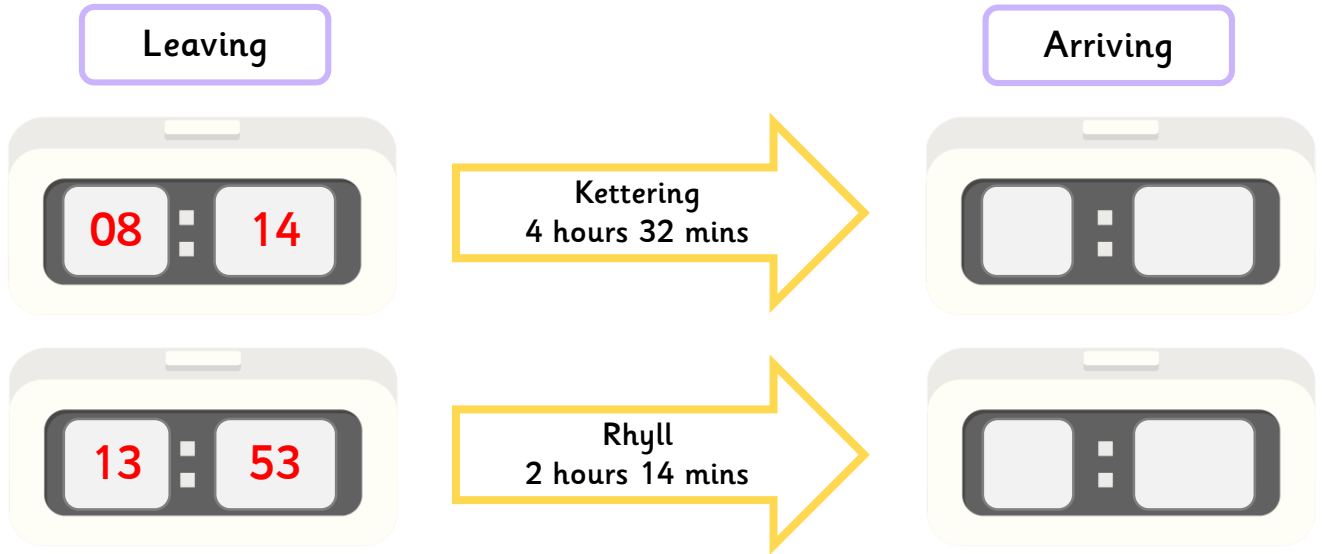 Leaving
Arriving
08 : 14
Kettering
4 hours 32 mins
:
13 : 53
Rhyll
2 hours 14 mins
: